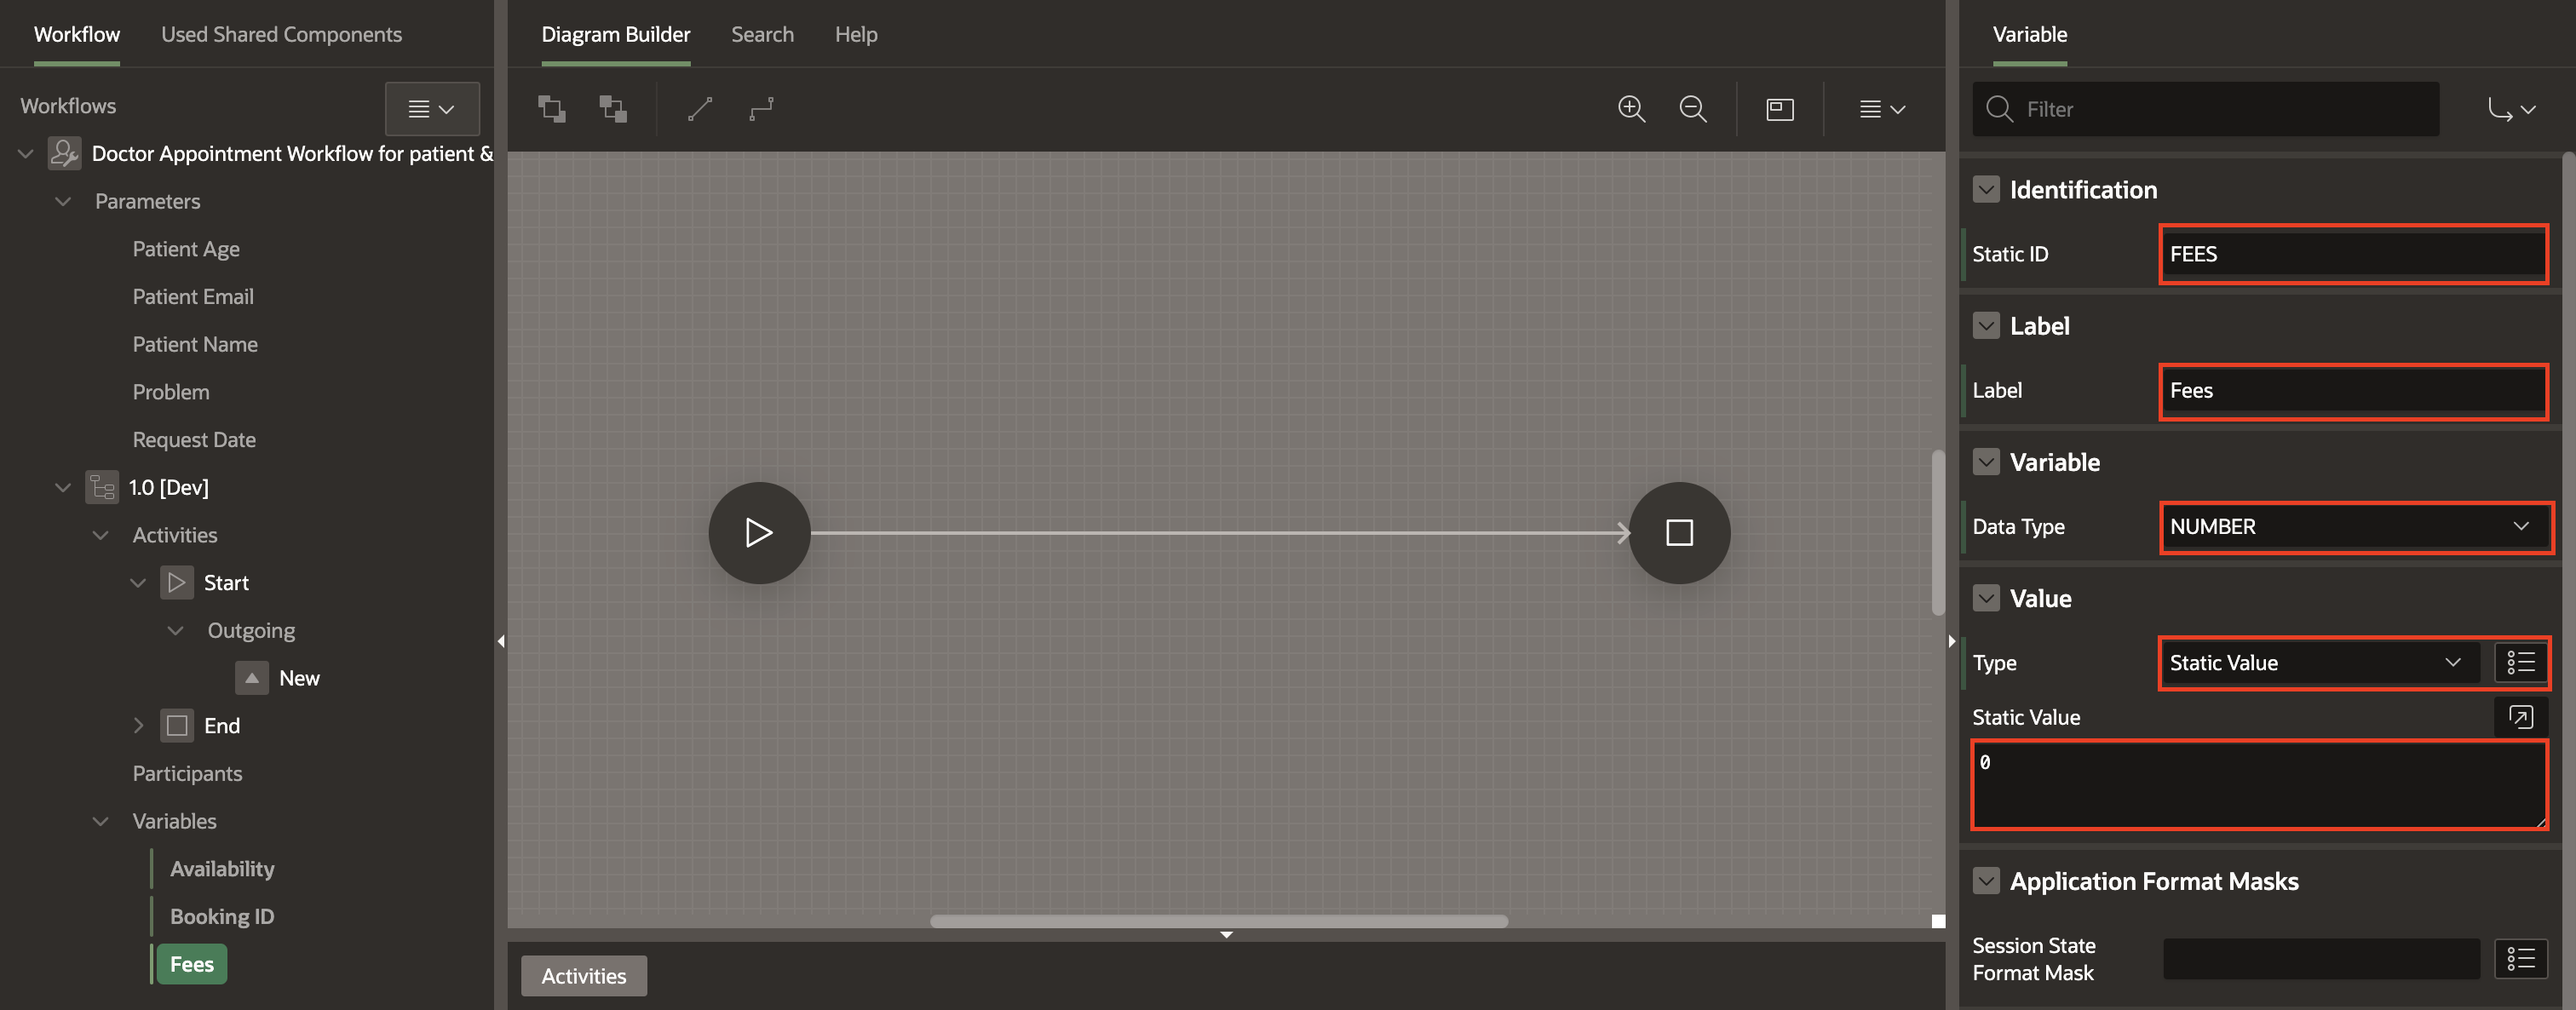 Workflow
Used Shared Components
Workflows
Doctor Appointment Workflow for patient &
Parameters
Patient Age
Patient Email
Patient Name
Problem
Request Date
1.0 [Dev]
Activities
Start
Outgoing
New
End
Participants
Variables
Availability
Booking ID
Fees
Diagram Builder
Search
Help
Activities
Variable
Filter
Identification
Static ID
FEES
Label
Label
Fees
Variable
Data Type
NUMBER
Value
Type
Static Value
Static Value
0
Application Format Masks
Session State
Format Mask